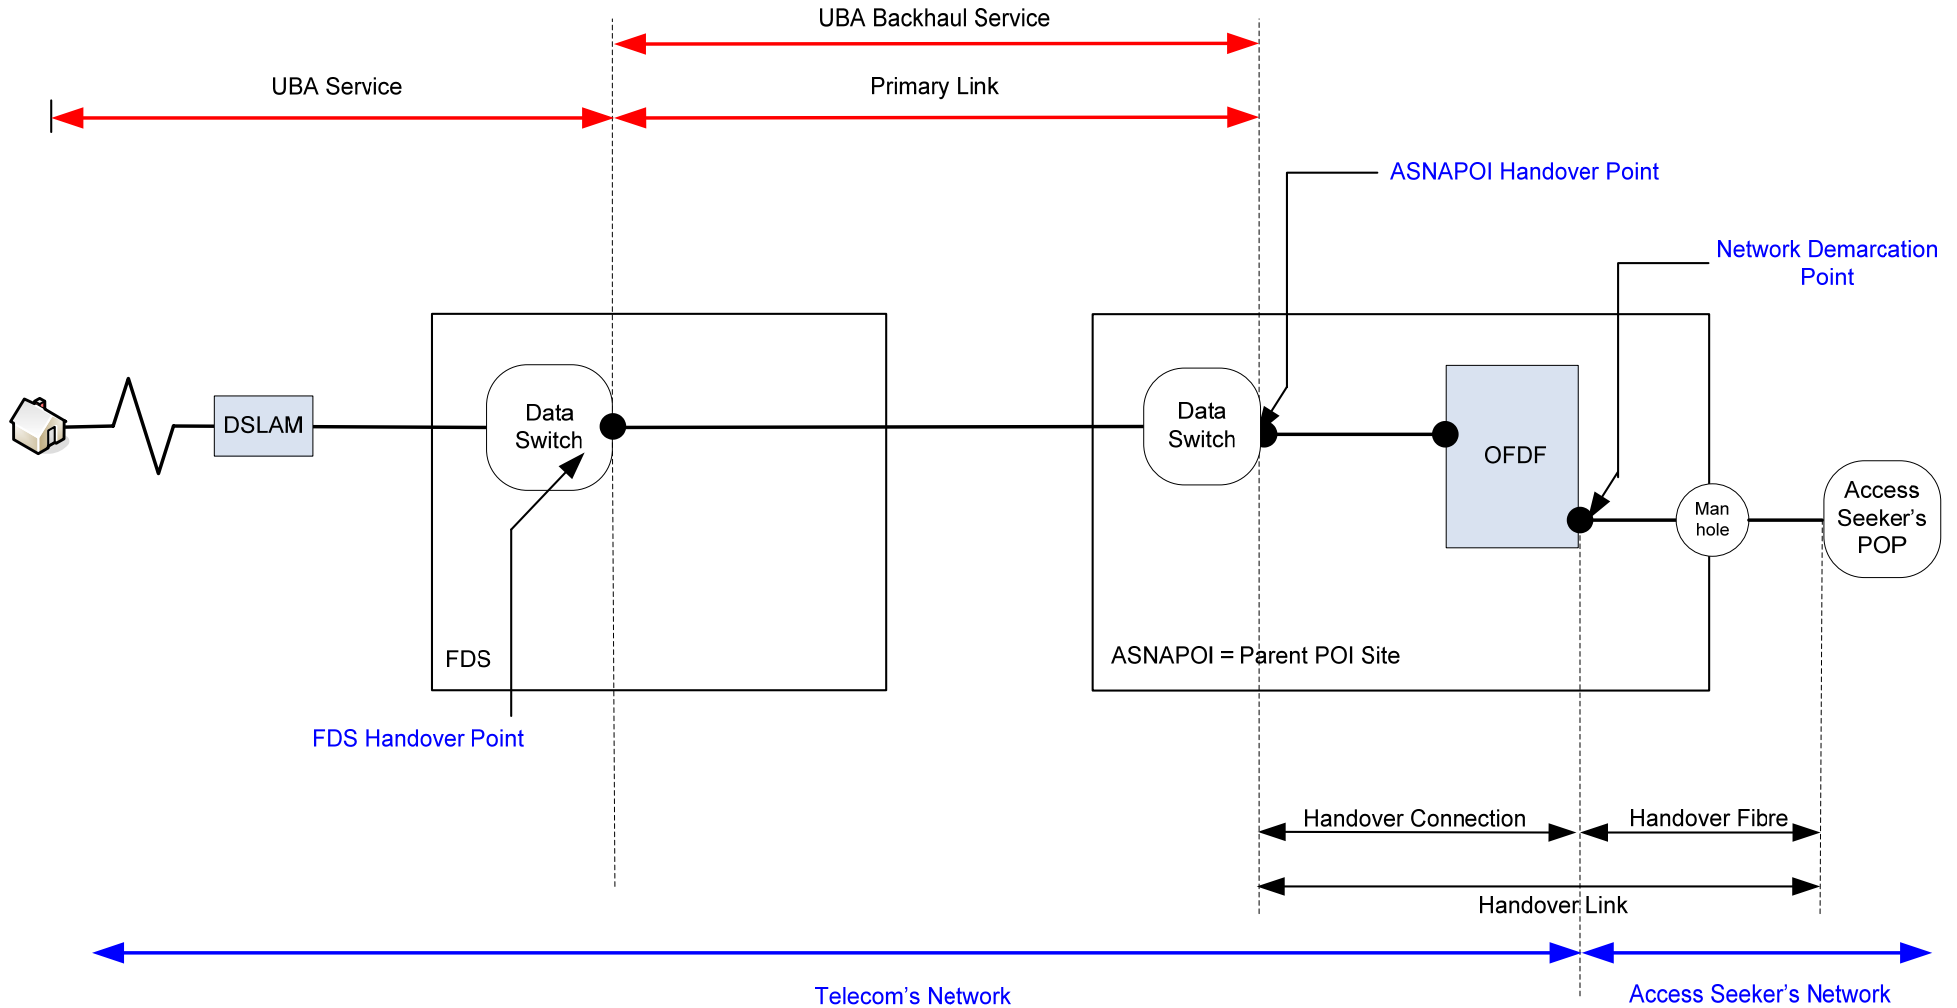 UBA Backhaul Service
UBA Service
Primary Link
ASNAPOI Handover Point
Network Demarcation
Point
DSLAM
Data
Switch
Data
Switch
OFDF
Man
hole
Access
Seeker's
POP
FDS
ASNAPOI = Parent POI Site
FDS Handover Point
Handover Connection
Handover Fibre
Handover Link
Telecom's Network
Access Seeker's Network